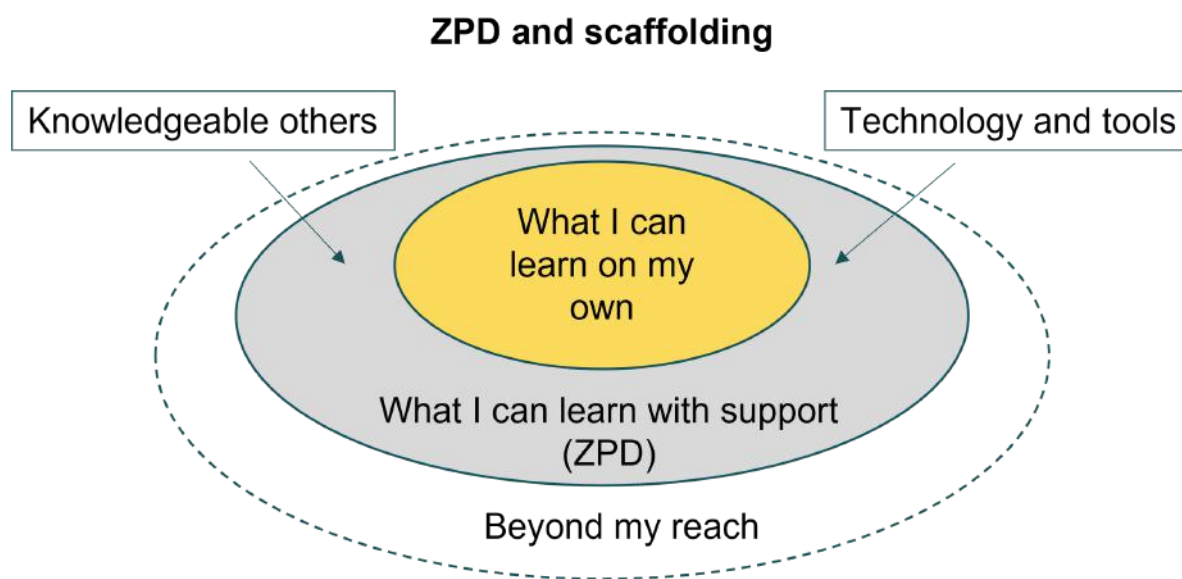 ZPD and scaffolding
Knowledgeable others
Technology and tools
What I can
learn on my
own
What I can learn with support
(ZPD)
Beyond my reach